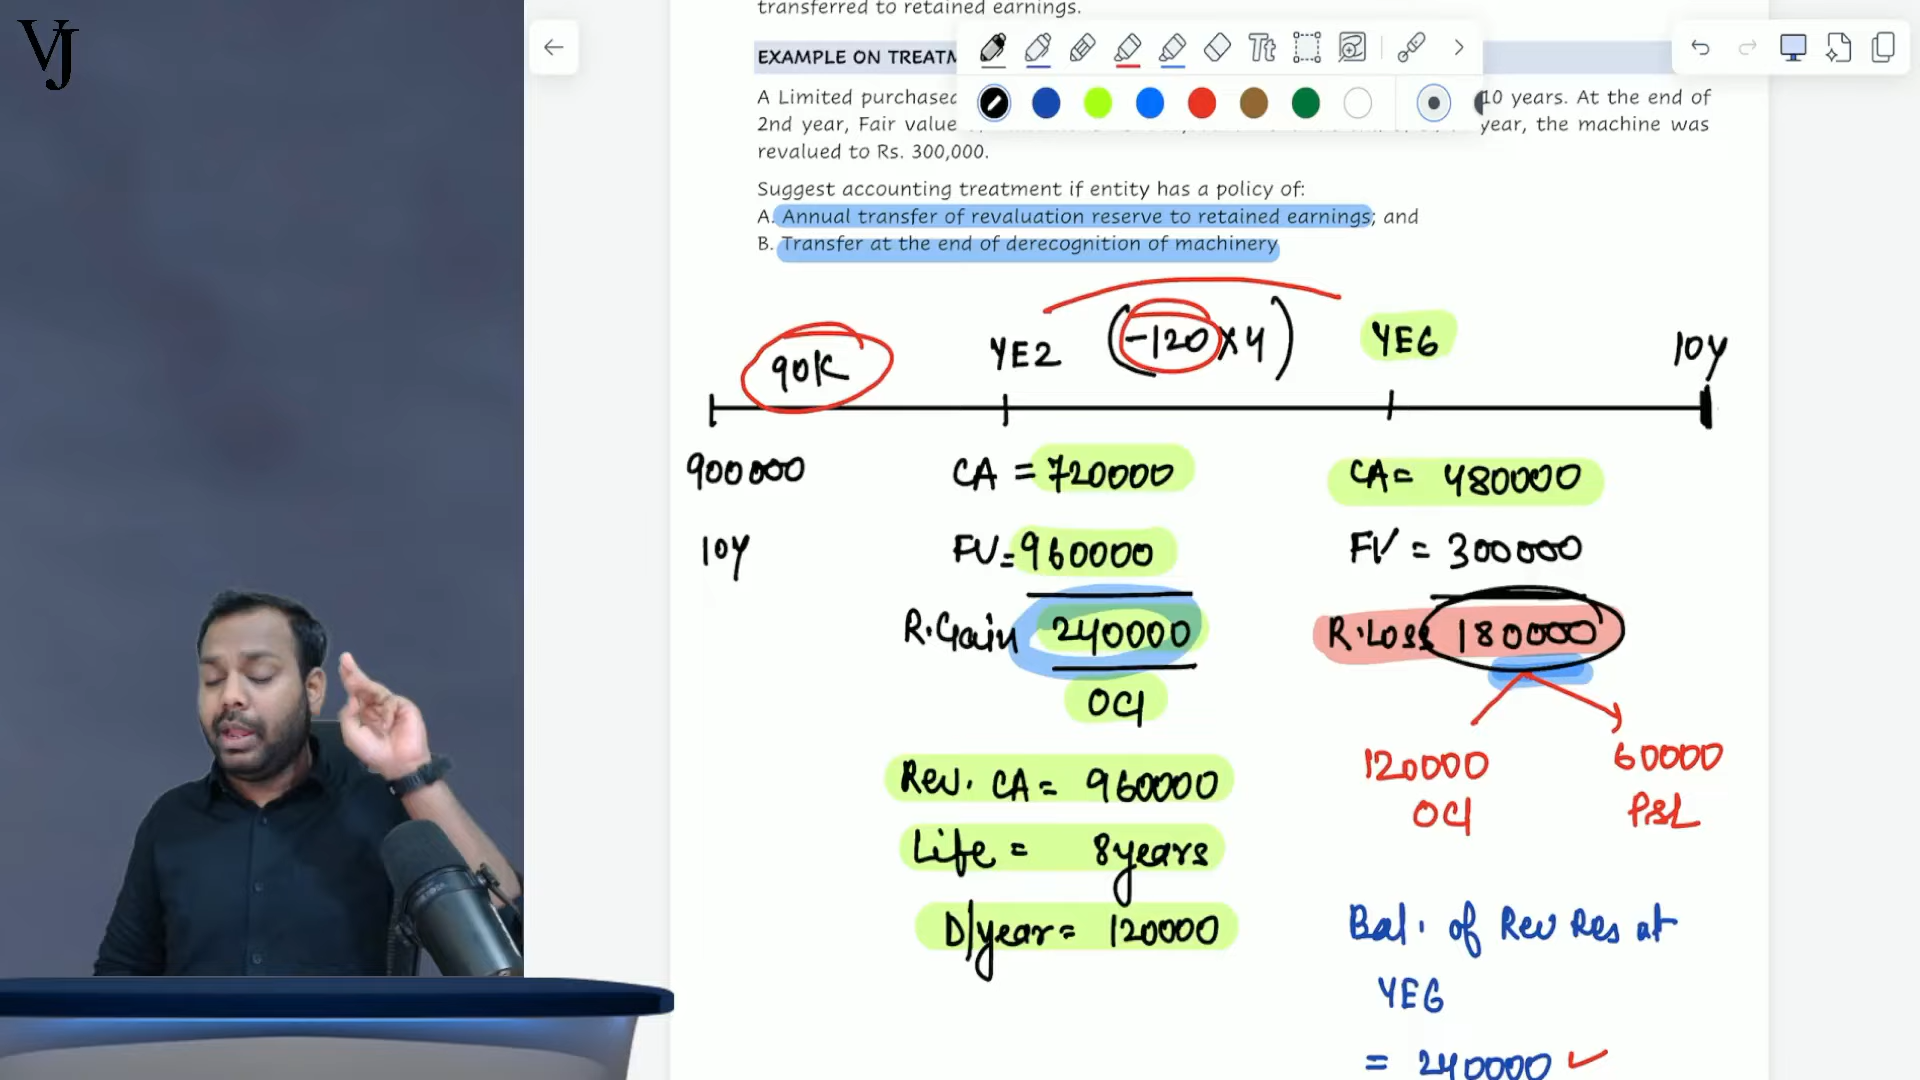 VJ
transferred to retained earnings.
EXAMPLE ON TREATM
Tt
A Limited purchased 10 years. At the end of
2nd year, Fair value year, the machine was
revalued to Rs. 300,000.
Suggest accounting treatment if entity has a policy of:
A. Annual transfer of revaluation reserve to retained earnings; and
B. Transfer at the end of derecognition of machinery
90K YE2 (-120x4) YE6 10Y
900000 CA = 720000 CA= 480000
10Y FV=960000 FV = 300000
R.Gain 240000 R.Loss 180000
OCI
120000 60000
OCI P&L
Rev. CA = 960000
Life = 8years
D/year= 120000
Bal. of Rev Res at
YE6
= 240000